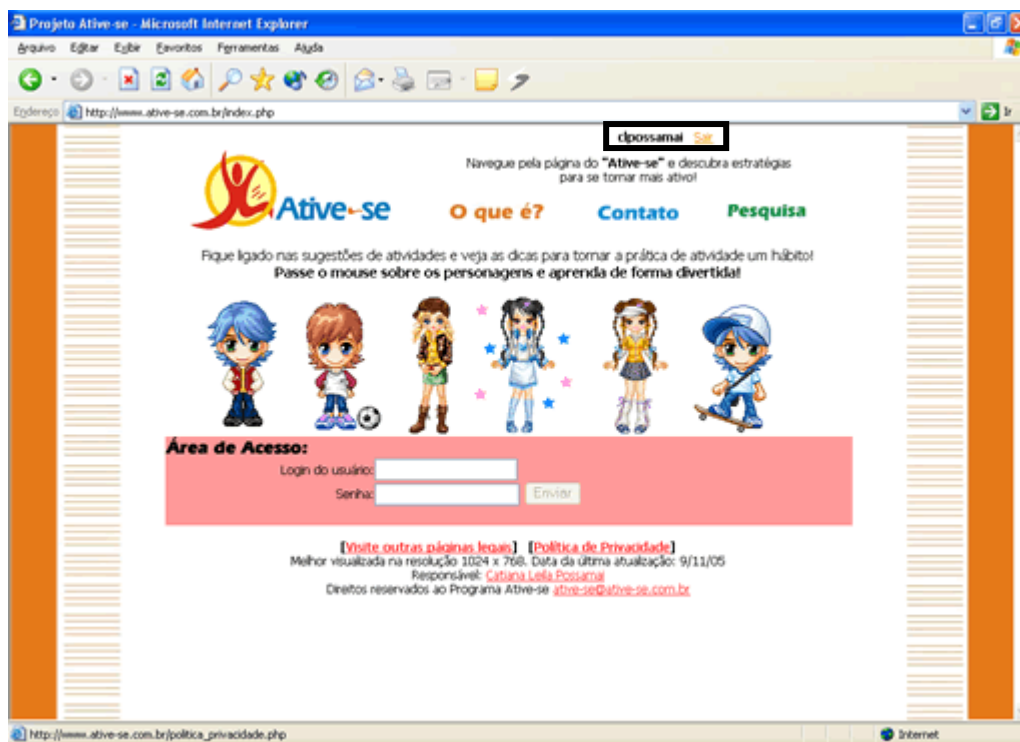 Projeto Ative-se - Microsoft Internet Explorer
Arquivo Editar Exibir Favoritos Ferramentas Ajuda
Endereço http://www.ative-se.com.br/index.php Ir
clpossamai Sair
Navegue pela página do "Ative-se" e descubra estratégias
para se tornar mais ativo!
Ative-se O que é? Contato Pesquisa
Fique ligado nas sugestões de atividades e veja as dicas para tornar a prática de atividade um hábito!
Passe o mouse sobre os personagens e aprenda de forma divertida!
Área de Acesso:
Login do usuário:
Senha: Enviar
[Visite outras páginas legais] [Política de Privacidade]
Melhor visualizada na resolução 1024 x 768. Data da última atualização: 9/11/05
Responsável: Catiana Leila Possamai
Direitos reservados ao Programa Ative-se ative-se@ative-se.com.br
http://www.ative-se.com.br/politica_privacidade.php Internet